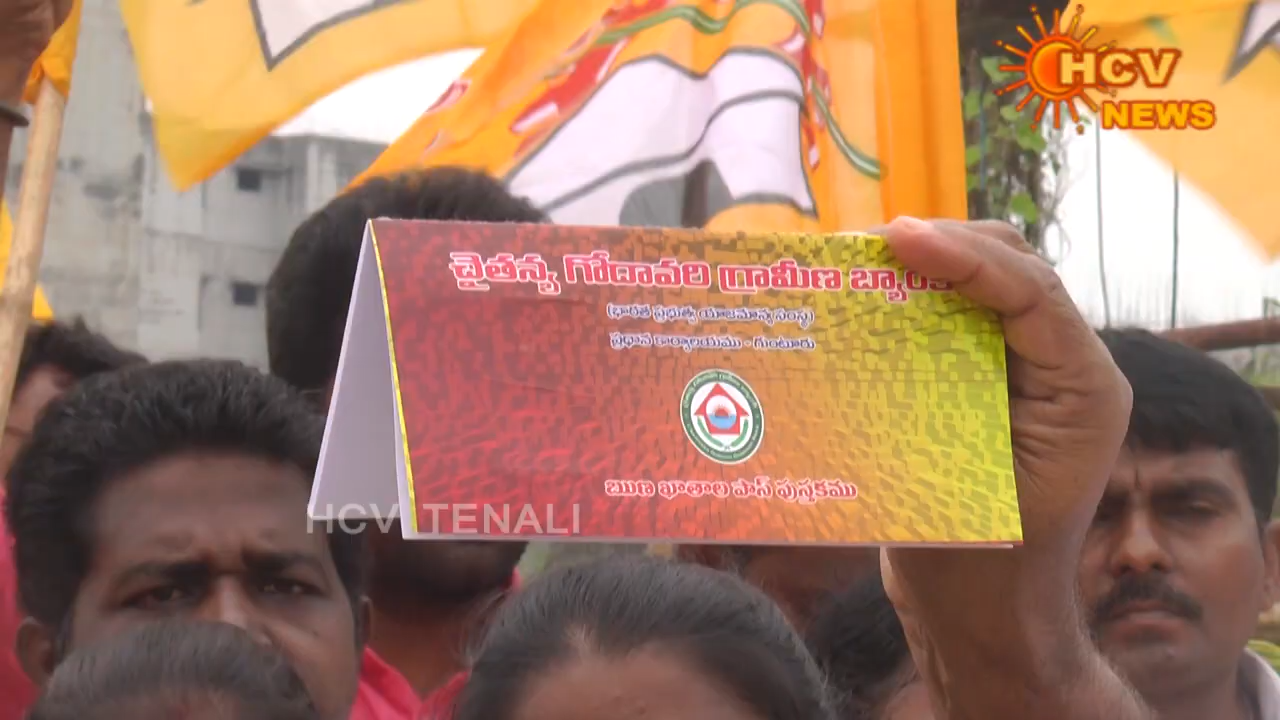 HCV
NEWS
చైతన్య గోదావరి గ్రామీణ బ్యాంక్
(భారత ప్రభుత్వ యాజమాన్య సంస్థ)
ప్రధాన కార్యాలయము - గుంటూరు
ఋణ ఖాతాల పాస్ పుస్తకము
HCV TENALI